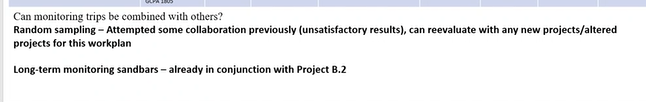 GCPA 1805
Can monitoring trips be combined with others?
Random sampling – Attempted some collaboration previously (unsatisfactory results), can reevaluate with any new projects/altered
projects for this workplan
Long-term monitoring sandbars – already in conjunction with Project B.2